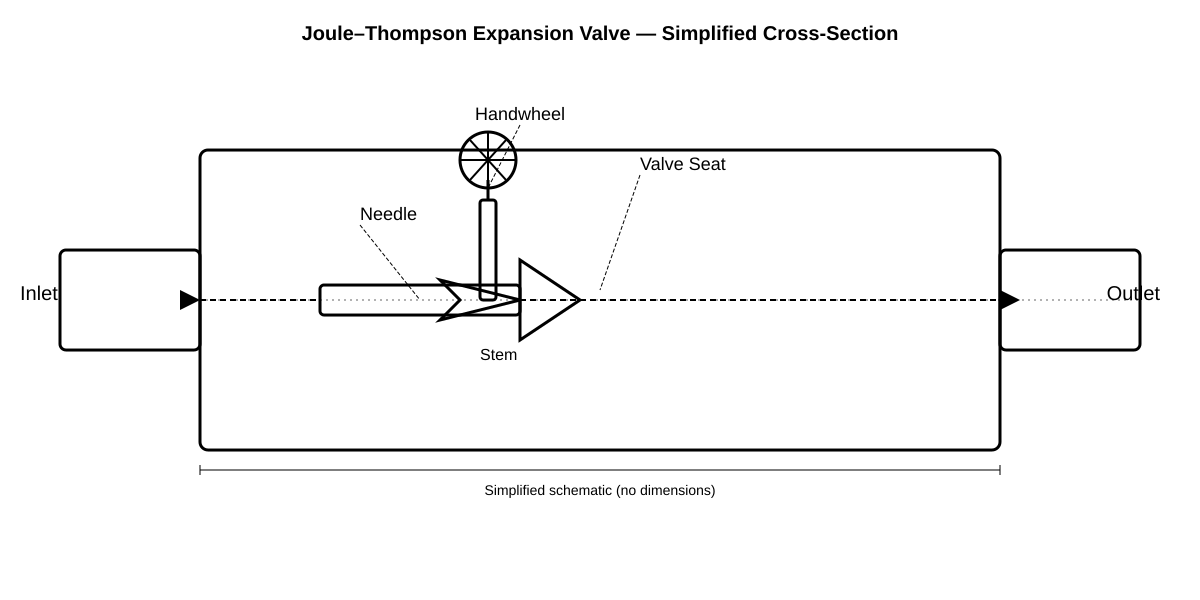 Joule–Thompson Expansion Valve — Simplified Cross-Section
Handwheel
Valve Seat
Needle
Inlet
Outlet
Stem
Simplified schematic (no dimensions)